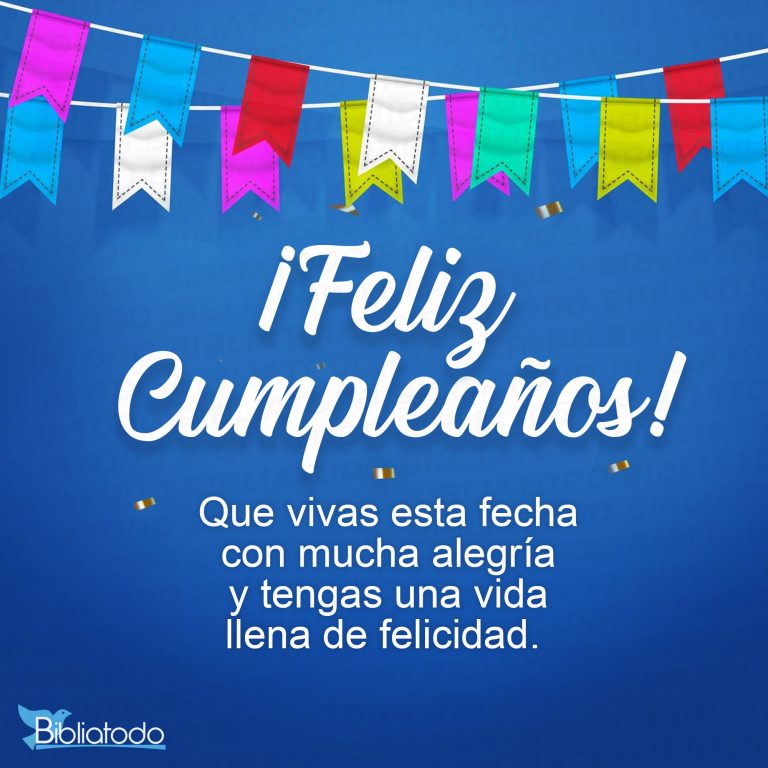 ¡Feliz
Cumpleaños!
Que vivas esta fecha
con mucha alegría
y tengas una vida
llena de felicidad.
Bibliatodo